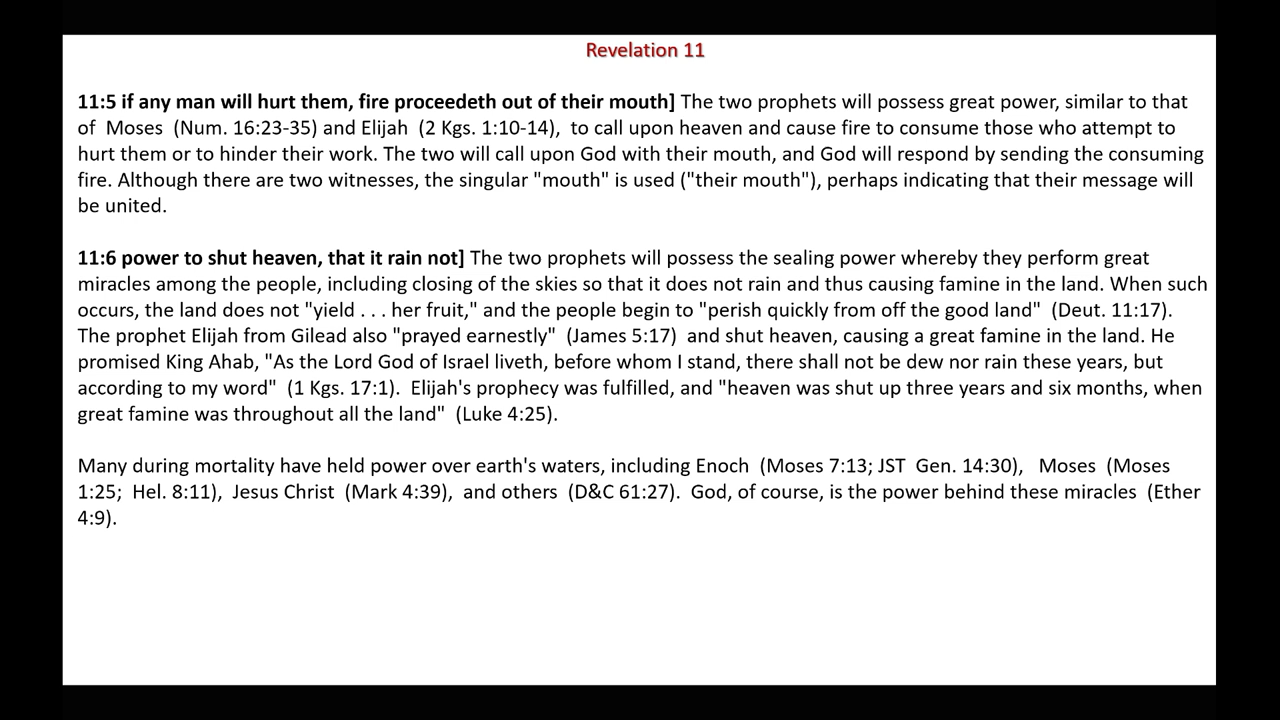 Revelation 11
11:5 if any man will hurt them, fire proceedeth out of their mouth] The two prophets will possess great power, similar to that
of Moses (Num. 16:23-35) and Elijah (2 Kgs. 1:10-14), to call upon heaven and cause fire to consume those who attempt to
hurt them or to hinder their work. The two will call upon God with their mouth, and God will respond by sending the consuming
fire. Although there are two witnesses, the singular "mouth" is used ("their mouth"), perhaps indicating that their message will
be united.
11:6 power to shut heaven, that it rain not] The two prophets will possess the sealing power whereby they perform great
miracles among the people, including closing of the skies so that it does not rain and thus causing famine in the land. When such
occurs, the land does not "yield . . . her fruit," and the people begin to "perish quickly from off the good land" (Deut. 11:17).
The prophet Elijah from Gilead also "prayed earnestly" (James 5:17) and shut heaven, causing a great famine in the land. He
promised King Ahab, "As the Lord God of Israel liveth, before whom I stand, there shall not be dew nor rain these years, but
according to my word" (1 Kgs. 17:1). Elijah's prophecy was fulfilled, and "heaven was shut up three years and six months, when
great famine was throughout all the land" (Luke 4:25).
Many during mortality have held power over earth's waters, including Enoch (Moses 7:13; JST Gen. 14:30), Moses (Moses
1:25; Hel. 8:11), Jesus Christ (Mark 4:39), and others (D&C 61:27). God, of course, is the power behind these miracles (Ether
4:9).